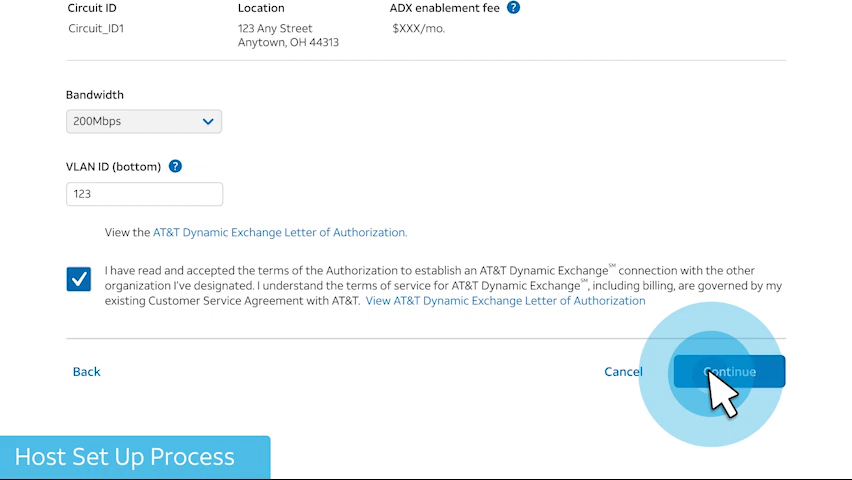 Circuit ID
Location
ADX enablement fee ?
Circuit_ID1
123 Any Street
$XXX/mo.
Anytown, OH 44313
Bandwidth
200Mbps
VLAN ID (bottom) ?
123
View the AT&T Dynamic Exchange Letter of Authorization.
I have read and accepted the terms of the Authorization to establish an AT&T Dynamic Exchange℠ connection with the other
organization I've designated. I understand the terms of service for AT&T Dynamic Exchange℠, including billing, are governed by my
existing Customer Service Agreement with AT&T. View AT&T Dynamic Exchange Letter of Authorization
Back
Cancel
Continue
Host Set Up Process